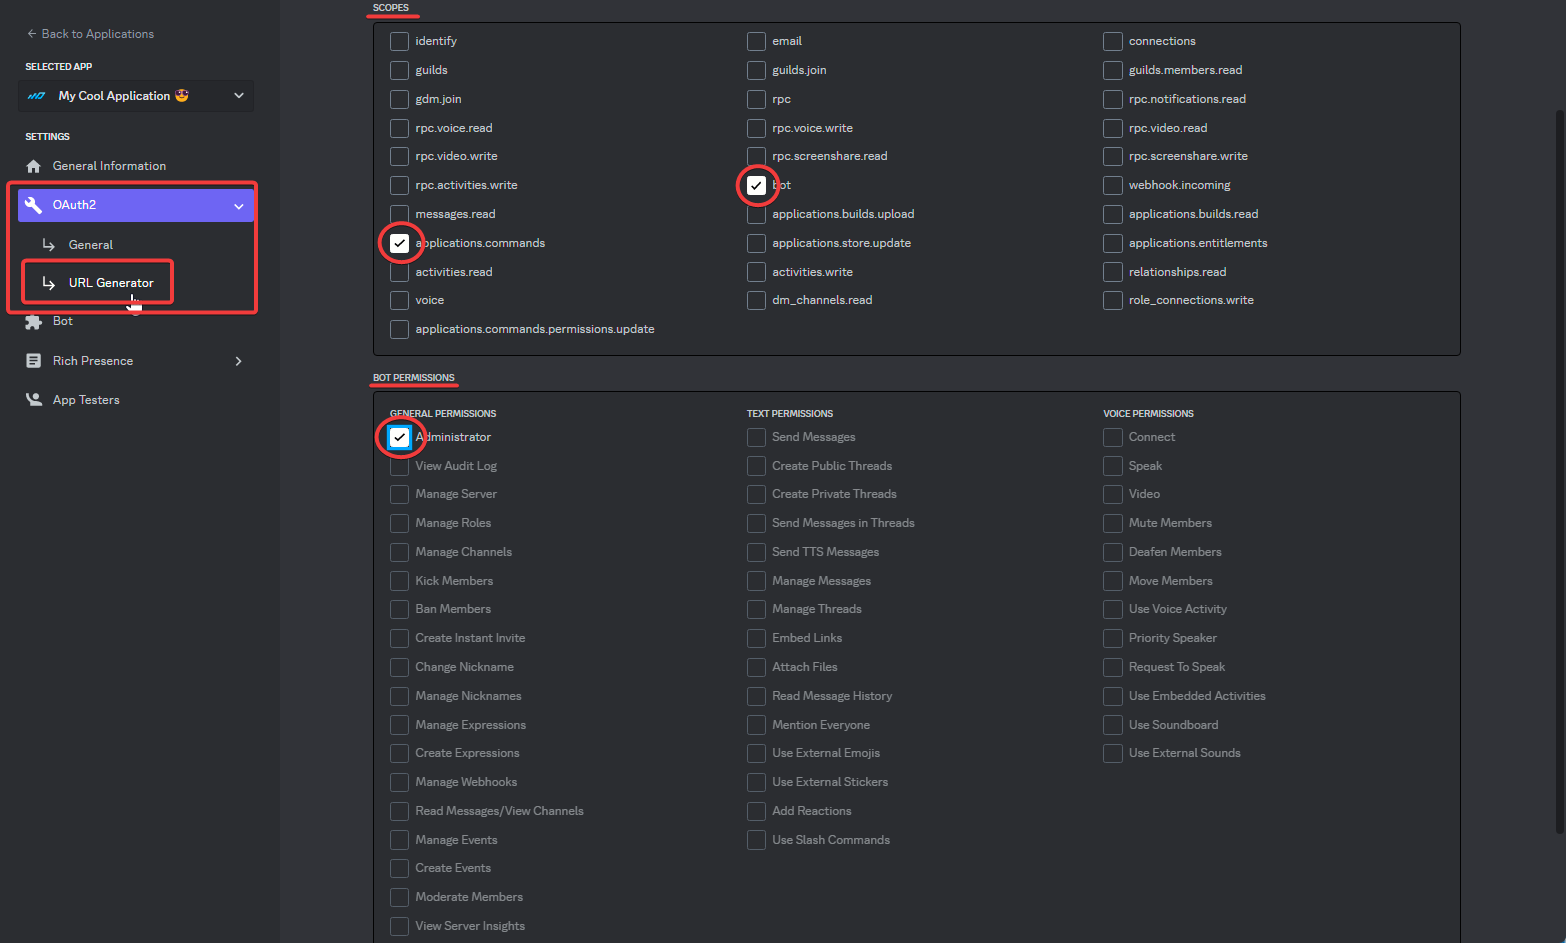 ← Back to Applications
SELECTED APP
My Cool Application
SETTINGS
General Information
OAuth2
General
URL Generator
Bot
Rich Presence
App Testers
SCOPES
identify email connections
guilds guilds.join guilds.members.read
gdm.join rpc rpc.notifications.read
rpc.voice.read rpc.voice.write rpc.video.read
rpc.video.write rpc.screenshare.read rpc.screenshare.write
rpc.activities.write bot webhook.incoming
messages.read applications.builds.upload applications.builds.read
applications.commands applications.store.update applications.entitlements
activities.read activities.write relationships.read
voice dm_channels.read role_connections.write
applications.commands.permissions.update
BOT PERMISSIONS
GENERAL PERMISSIONS
Administrator
View Audit Log
Manage Server
Manage Roles
Manage Channels
Kick Members
Ban Members
Create Instant Invite
Change Nickname
Manage Nicknames
Manage Expressions
Create Expressions
Manage Webhooks
Read Messages/View Channels
Manage Events
Create Events
Moderate Members
View Server Insights
TEXT PERMISSIONS
Send Messages
Create Public Threads
Create Private Threads
Send Messages in Threads
Send TTS Messages
Manage Messages
Manage Threads
Embed Links
Attach Files
Read Message History
Mention Everyone
Use External Emojis
Use External Stickers
Add Reactions
Use Slash Commands
VOICE PERMISSIONS
Connect
Speak
Video
Mute Members
Deafen Members
Move Members
Use Voice Activity
Priority Speaker
Request To Speak
Use Embedded Activities
Use Soundboard
Use External Sounds